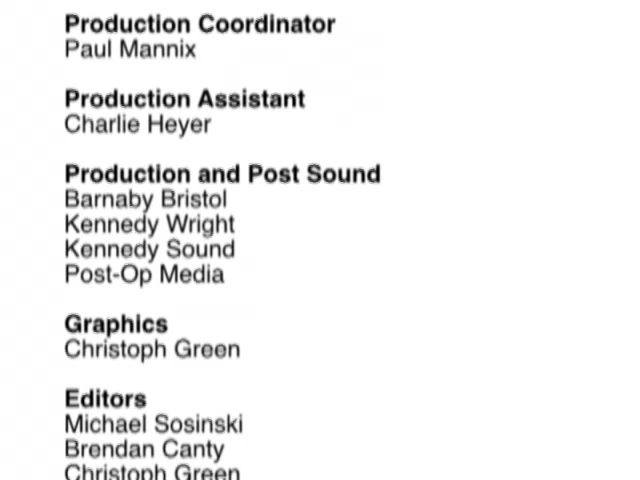 Production Coordinator
Paul Mannix
Production Assistant
Charlie Heyer
Production and Post Sound
Barnaby Bristol
Kennedy Wright
Kennedy Sound
Post-Op Media
Graphics
Christoph Green
Editors
Michael Sosinski
Brendan Canty
Christoph Green